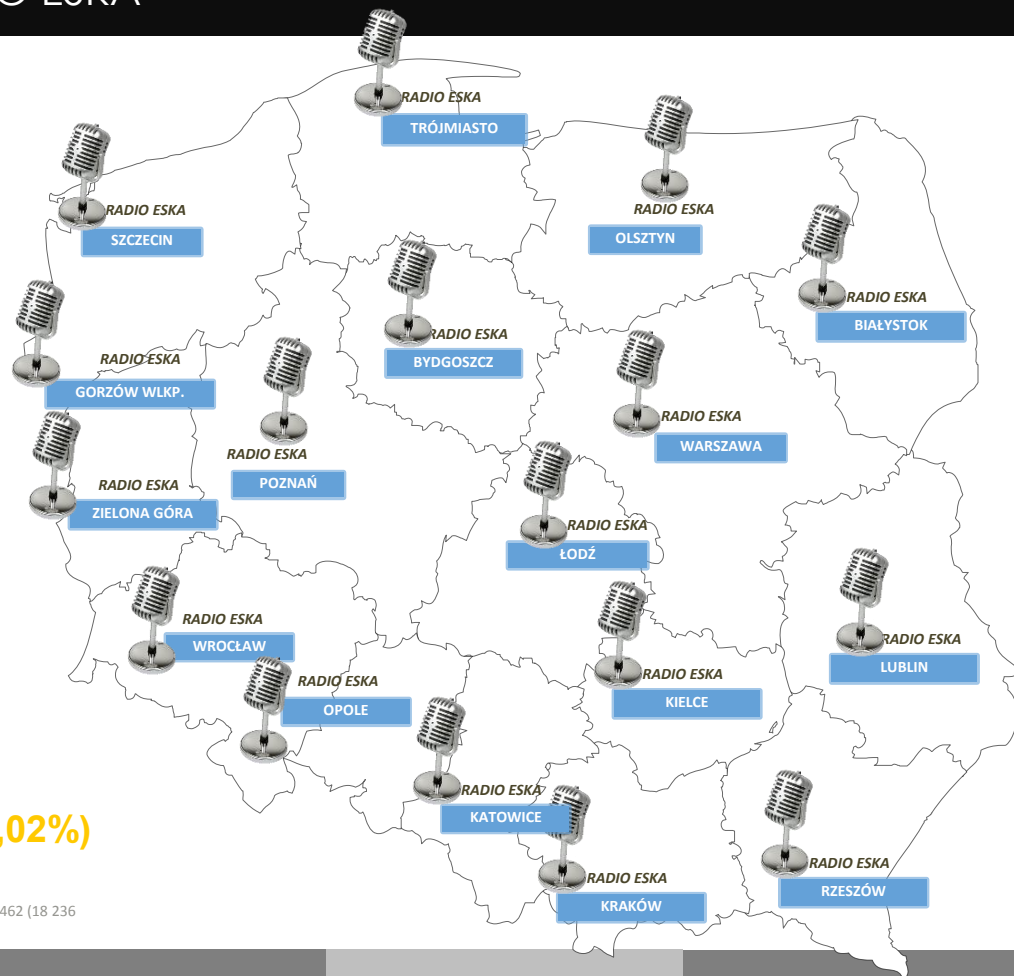 ESKA
RADIO ESKA
TRÓJMIASTO
RADIO ESKA
SZCZECIN
RADIO ESKA
OLSZTYN
RADIO ESKA
BIAŁYSTOK
RADIO ESKA
GORZÓW WLKP.
RADIO ESKA
BYDGOSZCZ
RADIO ESKA
WARSZAWA
RADIO ESKA
POZNAŃ
RADIO ESKA
ZIELONA GÓRA
RADIO ESKA
ŁODŹ
RADIO ESKA
WROCŁAW
RADIO ESKA
LUBLIN
RADIO ESKA
OPOLE
RADIO ESKA
KIELCE
RADIO ESKA
KATOWICE
RADIO ESKA
KRAKÓW
RADIO ESKA
RZESZÓW
,02%)
462 (18 236